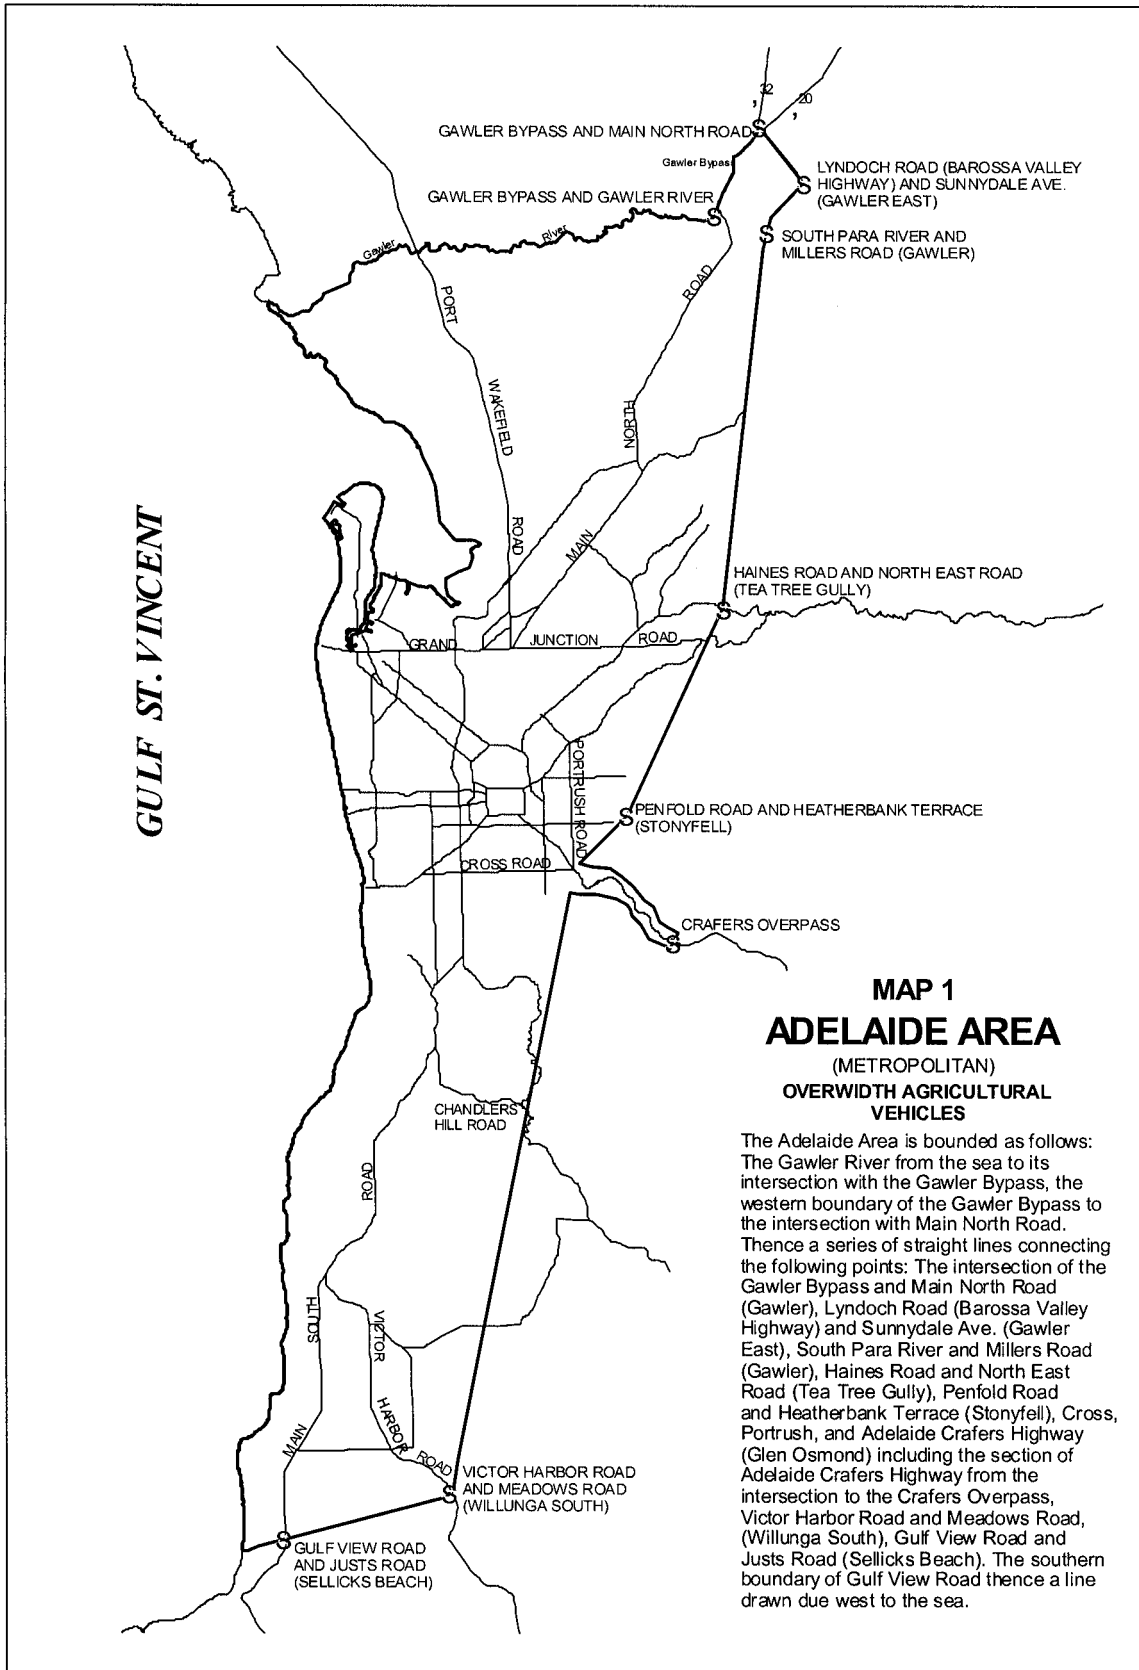 32
20
S
GAWLER BYPASS AND MAIN NORTH ROAD
Gawler Bypass
LYNDOCH ROAD (BAROSSA VALLEY
HIGHWAY) AND SUNNYDALE AVE.
(GAWLER EAST)
S
GAWLER BYPASS AND GAWLER RIVER
S
S
SOUTH PARA RIVER AND
MILLERS ROAD (GAWLER)
Gawler
River
PORT
WAKEFIELD
ROAD
ROAD
NORTH
MAIN
GULF ST. VINCENT
HAINES ROAD AND NORTH EAST ROAD
(TEA TREE GULLY)
S
GRAND
JUNCTION
ROAD
PORTRUSH ROAD
S
PENFOLD ROAD AND HEATHERBANK TERRACE
(STONYFELL)
CROSS ROAD
CRAFERS OVERPASS
S
CHANDLERS
HILL ROAD
ROAD
SOUTH
MAIN
VICTOR
HARBOR
ROAD
S
VICTOR HARBOR ROAD
AND MEADOWS ROAD
(WILLUNGA SOUTH)
S
GULF VIEW ROAD
AND JUSTS ROAD
(SELLICKS BEACH)
MAP 1
ADELAIDE AREA
(METROPOLITAN)
OVERWIDTH AGRICULTURAL
VEHICLES
The Adelaide Area is bounded as follows:
The Gawler River from the sea to its
intersection with the Gawler Bypass, the
western boundary of the Gawler Bypass to
the intersection with Main North Road.
Thence a series of straight lines connecting
the following points: The intersection of the
Gawler Bypass and Main North Road
(Gawler), Lyndoch Road (Barossa Valley
Highway) and Sunnydale Ave. (Gawler
East), South Para River and Millers Road
(Gawler), Haines Road and North East
Road (Tea Tree Gully), Penfold Road
and Heatherbank Terrace (Stonyfell), Cross,
Portrush, and Adelaide Crafers Highway
(Glen Osmond) including the section of
Adelaide Crafers Highway from the
intersection to the Crafers Overpass,
Victor Harbor Road and Meadows Road,
(Willunga South), Gulf View Road and
Justs Road (Sellicks Beach). The southern
boundary of Gulf View Road thence a line
drawn due west to the sea.